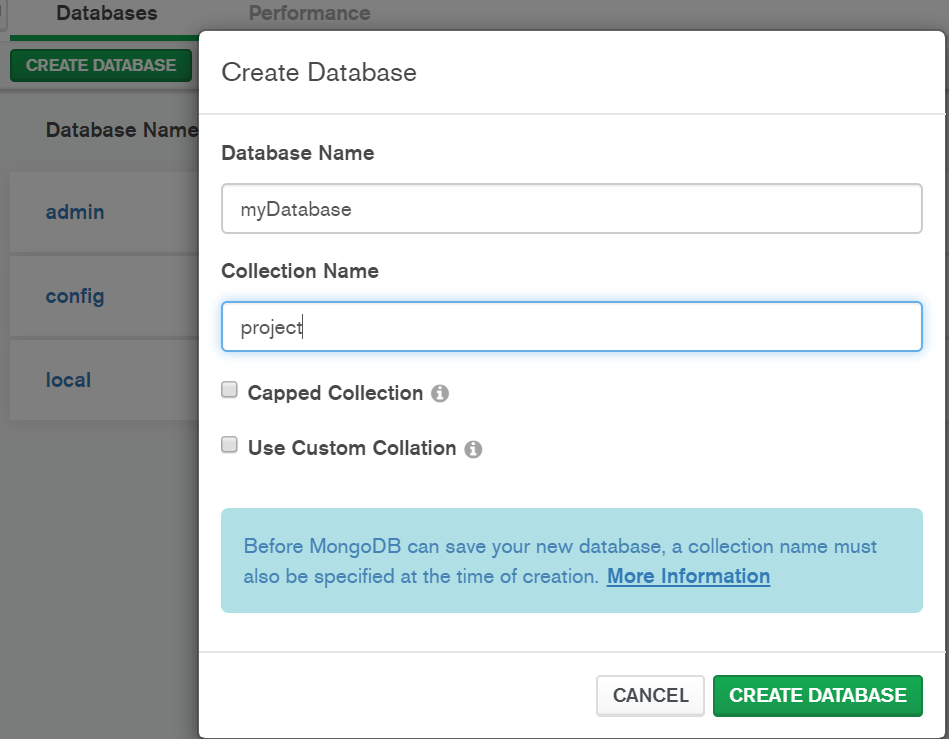 Databases
Performance
CREATE DATABASE
Database Name
admin
config
local
Create Database
Database Name
myDatabase
Collection Name
project
Capped Collection
Use Custom Collation
Before MongoDB can save your new database, a collection name must
also be specified at the time of creation. More Information
CANCEL
CREATE DATABASE